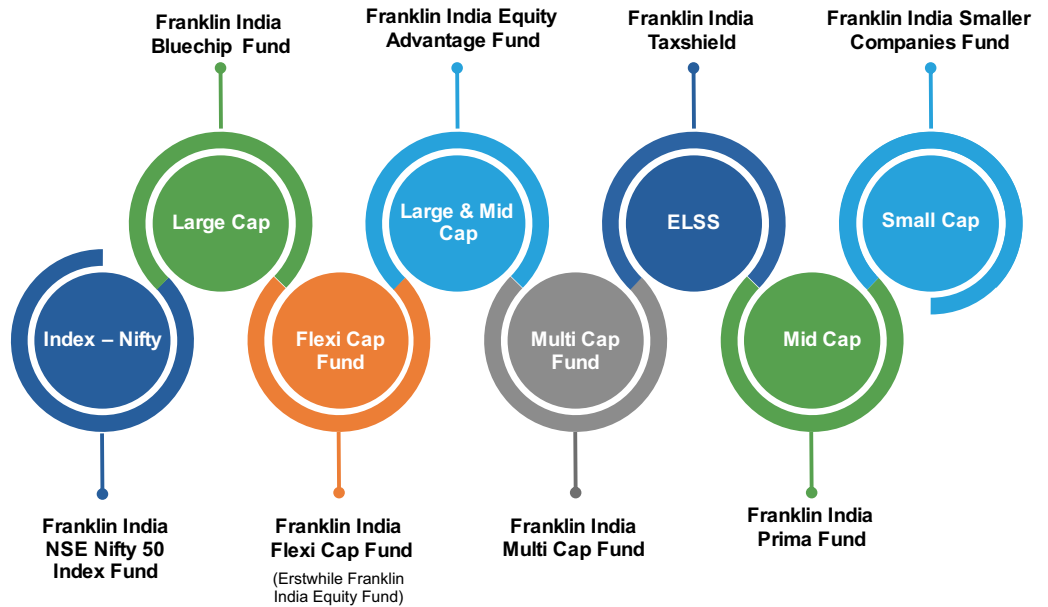 Franklin India
Bluechip Fund
Franklin India Equity
Advantage Fund
Franklin India
Taxshield
Franklin India Smaller
Companies Fund
Large Cap
Large & Mid
Cap
ELSS
Small Cap
Index – Nifty
Flexi Cap
Fund
Multi Cap
Fund
Mid Cap
Franklin India
NSE Nifty 50
Index Fund
Franklin India
Flexi Cap Fund
(Erstwhile Franklin
India Equity Fund)
Franklin India
Multi Cap Fund
Franklin India
Prima Fund